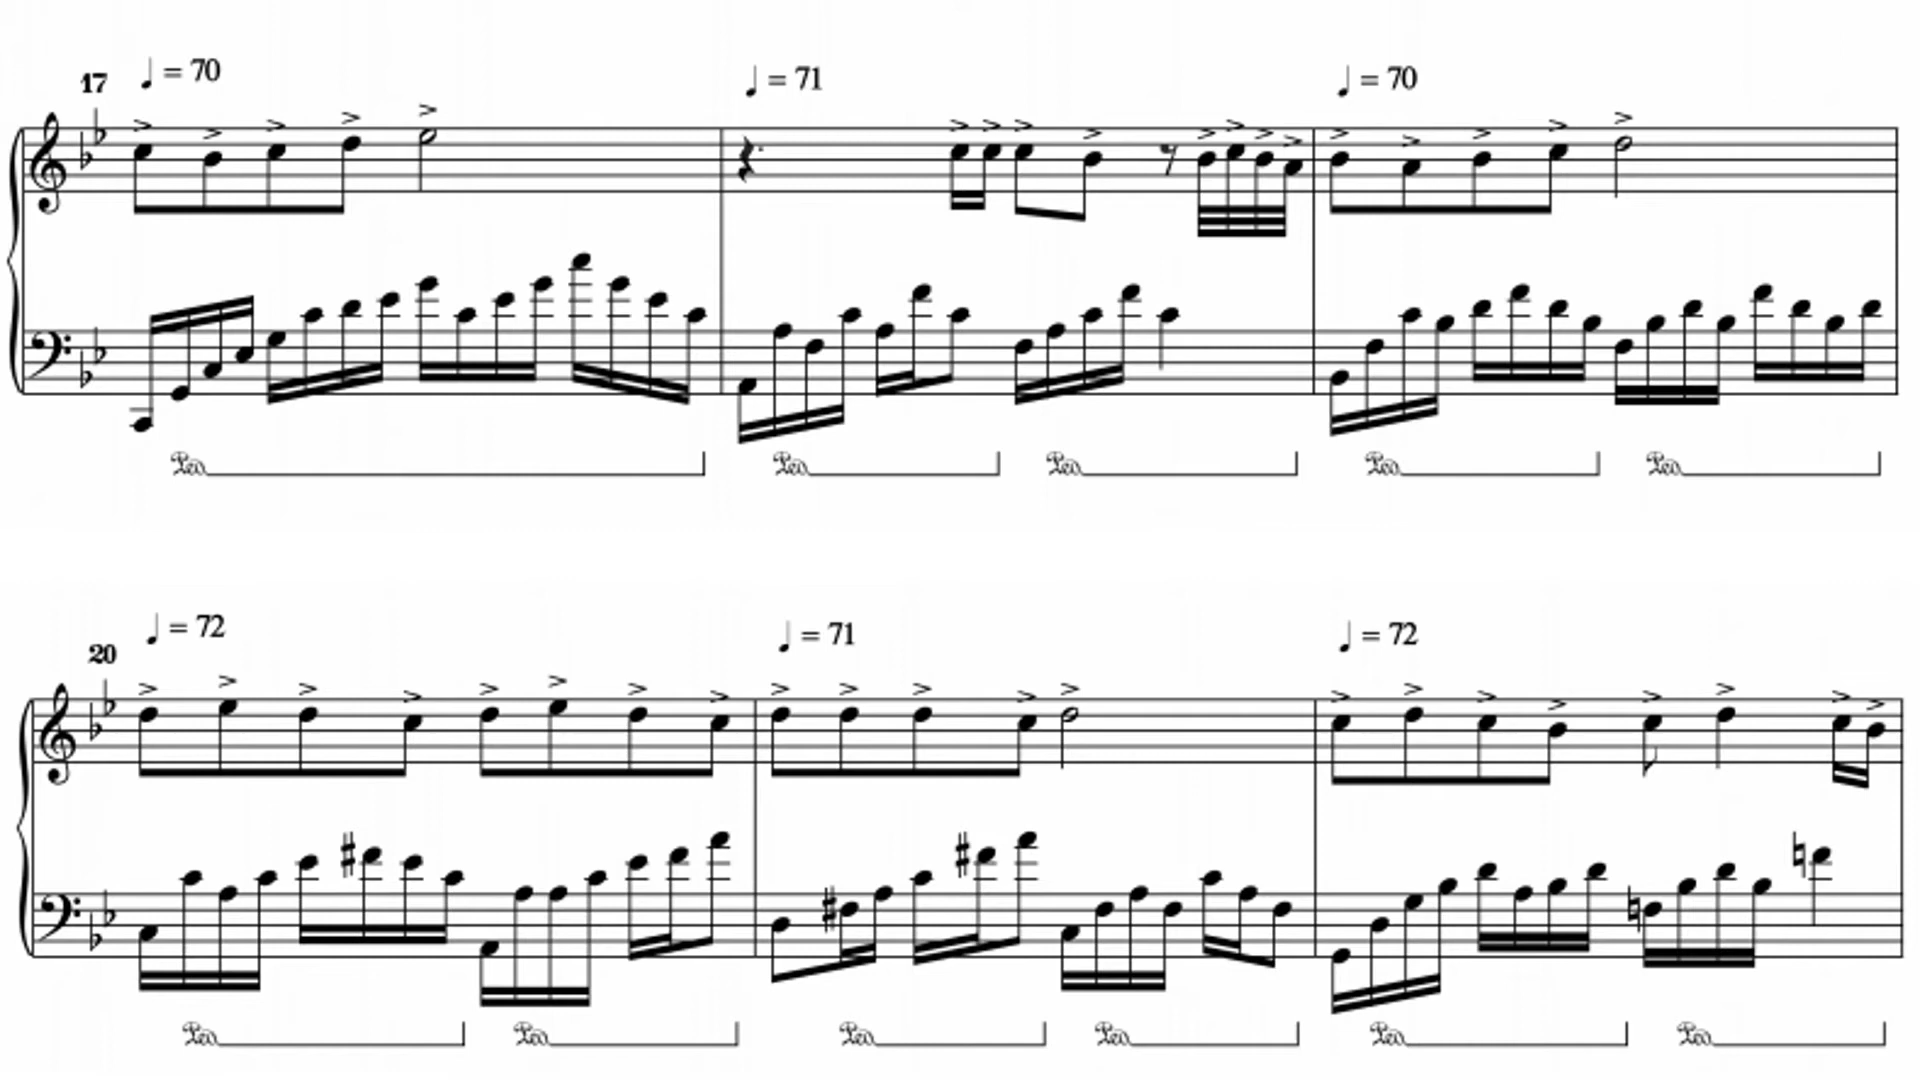 17 ♩ = 70 ♩ = 71 ♩ = 70
Ped Ped Ped Ped Ped
20 ♩ = 72 ♩ = 71 ♩ = 72
Ped Ped Ped Ped Ped Ped